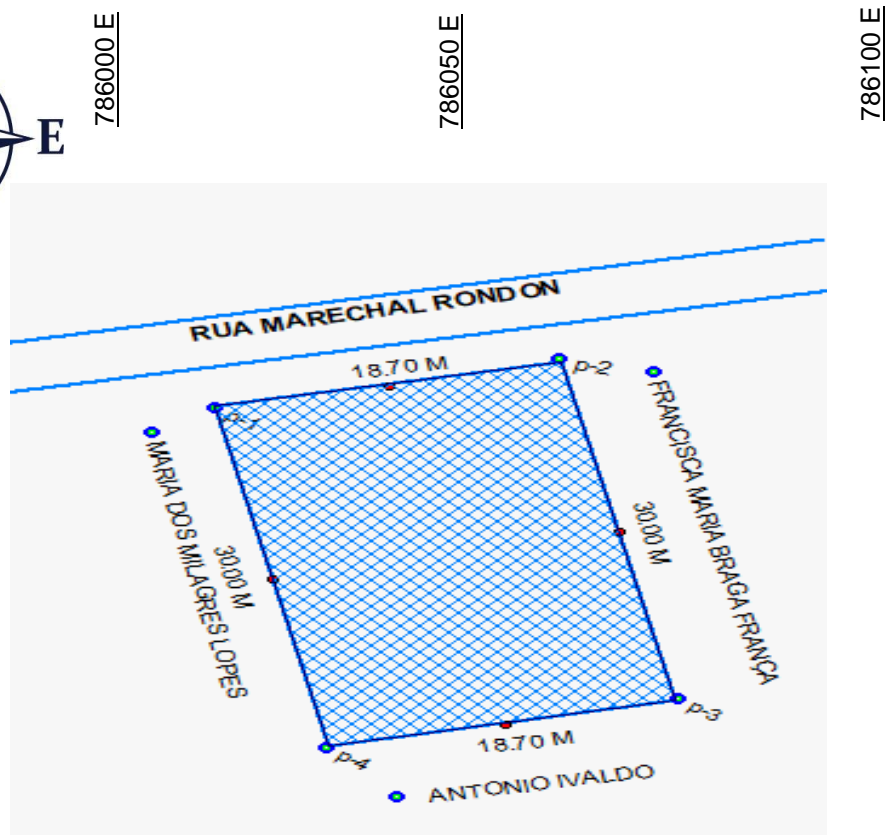 786000 E
786050 E
786100 E
E
RUA MARECHAL RONDON
18.70 M
p-1
p-2
MARIA DOS MILAGRES LOPES
30.00 M
30.00 M
FRANCISCA MARIA BRAGA FRANÇA
p-3
18.70 M
p-4
ANTONIO IVALDO